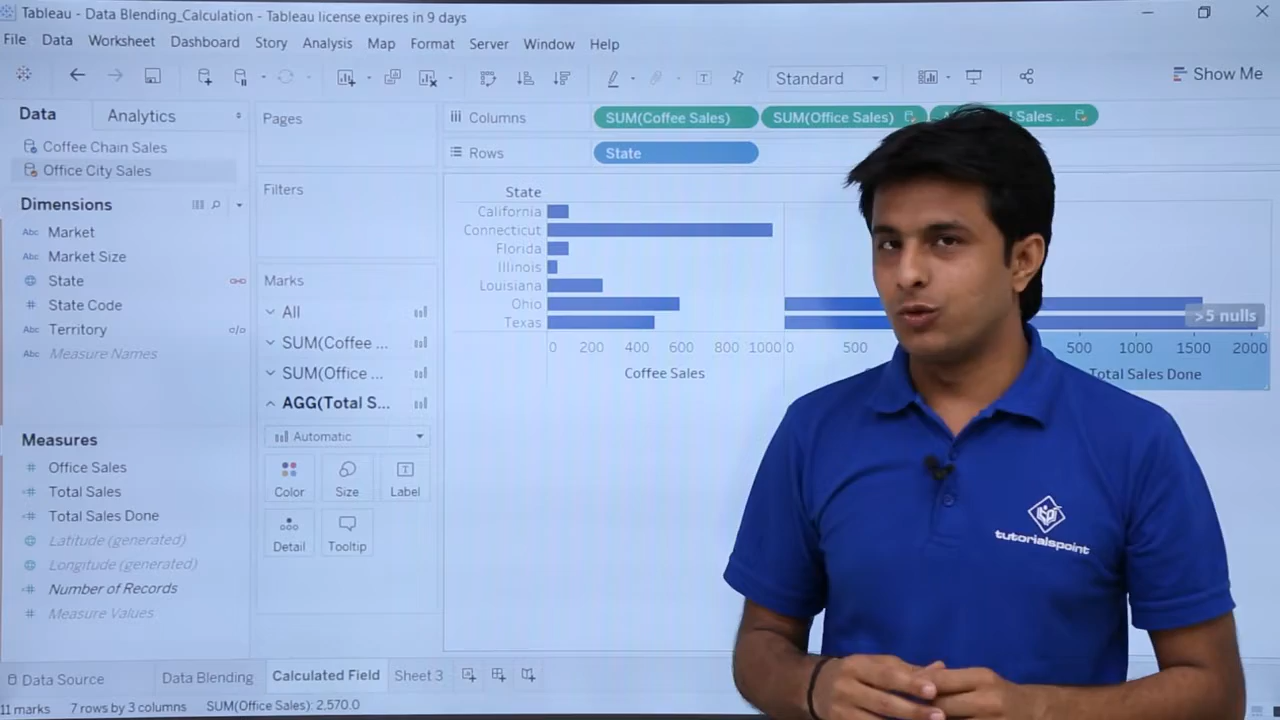 Tableau - Data Blending_Calculation - Tableau license expires in 9 days
File Data Worksheet Dashboard Story Analysis Map Format Server Window Help
Standard
Show Me
Data
Analytics
Coffee Chain Sales
Office City Sales
Dimensions
Abc Market
Abc Market Size
State
# State Code
Abc Territory
Abc Measure Names
Measures
# Office Sales
=# Total Sales
=# Total Sales Done
Latitude (generated)
Longitude (generated)
=# Number of Records
# Measure Values
Pages
Filters
Marks
All
SUM(Coffee ...
SUM(Office ...
AGG(Total S...
Automatic
Color Size Label
Detail Tooltip
Columns
SUM(Coffee Sales) SUM(Office Sales) Sales ..
Rows
State
State
California
Connecticut
Florida
Illinois
Louisiana
Ohio
Texas
>5 nulls
0 200 400 600 800 1000 0 500 500 1000 1500 2000
Coffee Sales
Total Sales Done
tutorialspoint
Data Source Data Blending Calculated Field Sheet 3
11 marks 7 rows by 3 columns SUM(Office Sales): 2,570.0